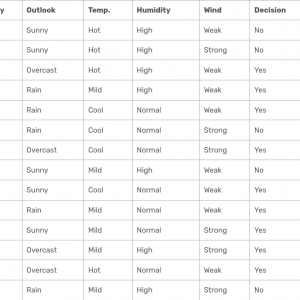 y Outlook Temp. Humidity Wind Decision
Sunny Hot High Weak No
Sunny Hot High Strong No
Overcast Hot High Weak Yes
Rain Mild High Weak Yes
Rain Cool Normal Weak Yes
Rain Cool Normal Strong No
Overcast Cool Normal Strong Yes
Sunny Mild High Weak No
Sunny Cool Normal Weak Yes
Rain Mild Normal Weak Yes
Sunny Mild Normal Strong Yes
Overcast Mild High Strong Yes
Overcast Hot Normal Weak Yes
Rain Mild High Strong No